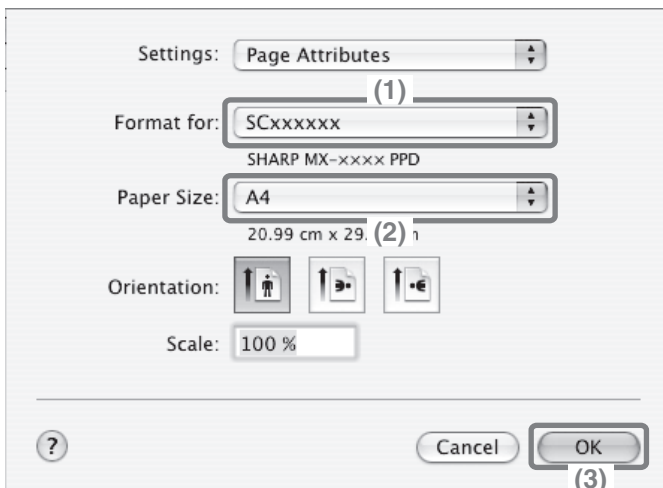 Settings: Page Attributes
(1)
Format for: SCxxxxxx
SHARP MX-xxxx PPD
Paper Size: A4
20.99 cm x 29. (2)
Orientation:
Scale: 100 %
? Cancel OK
(3)